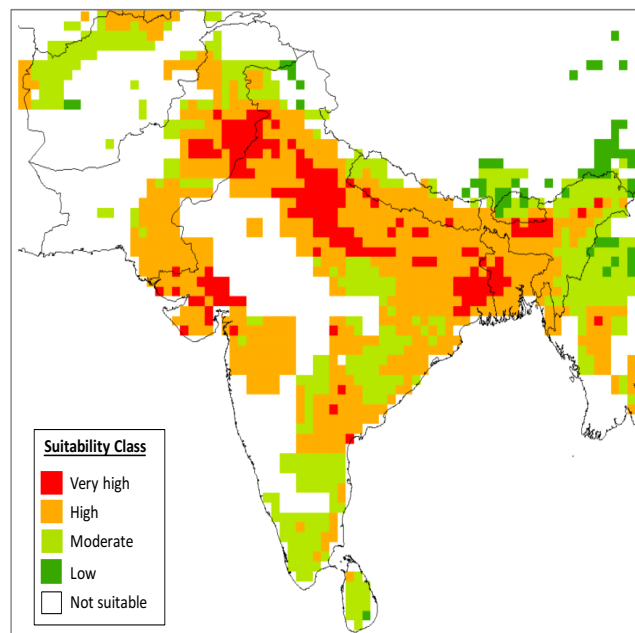 Suitability Class
Very high
High
Moderate
Low
Not suitable